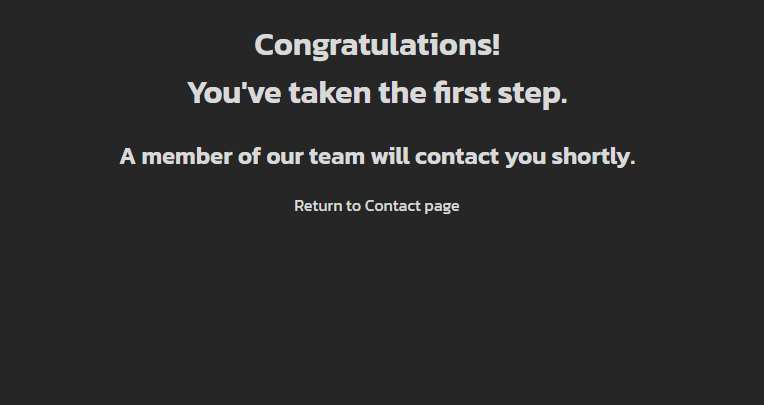 Congratulations!
You've taken the first step.
A member of our team will contact you shortly.
Return to Contact page